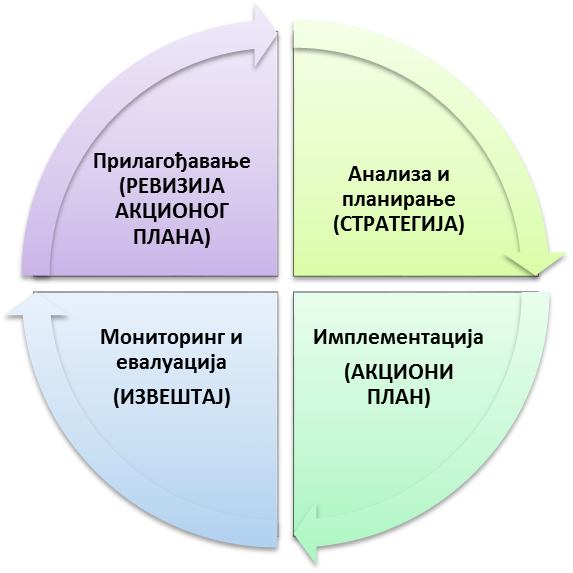 Прилагођавање
(РЕВИЗИЈА
АКЦИОНОГ
ПЛАНА)
Анализа и
планирање
(СТРАТЕГИЈА)
Мониторинг и
евалуација
(ИЗВЕШТАЈ)
Имплементација
(АКЦИОНИ
ПЛАН)